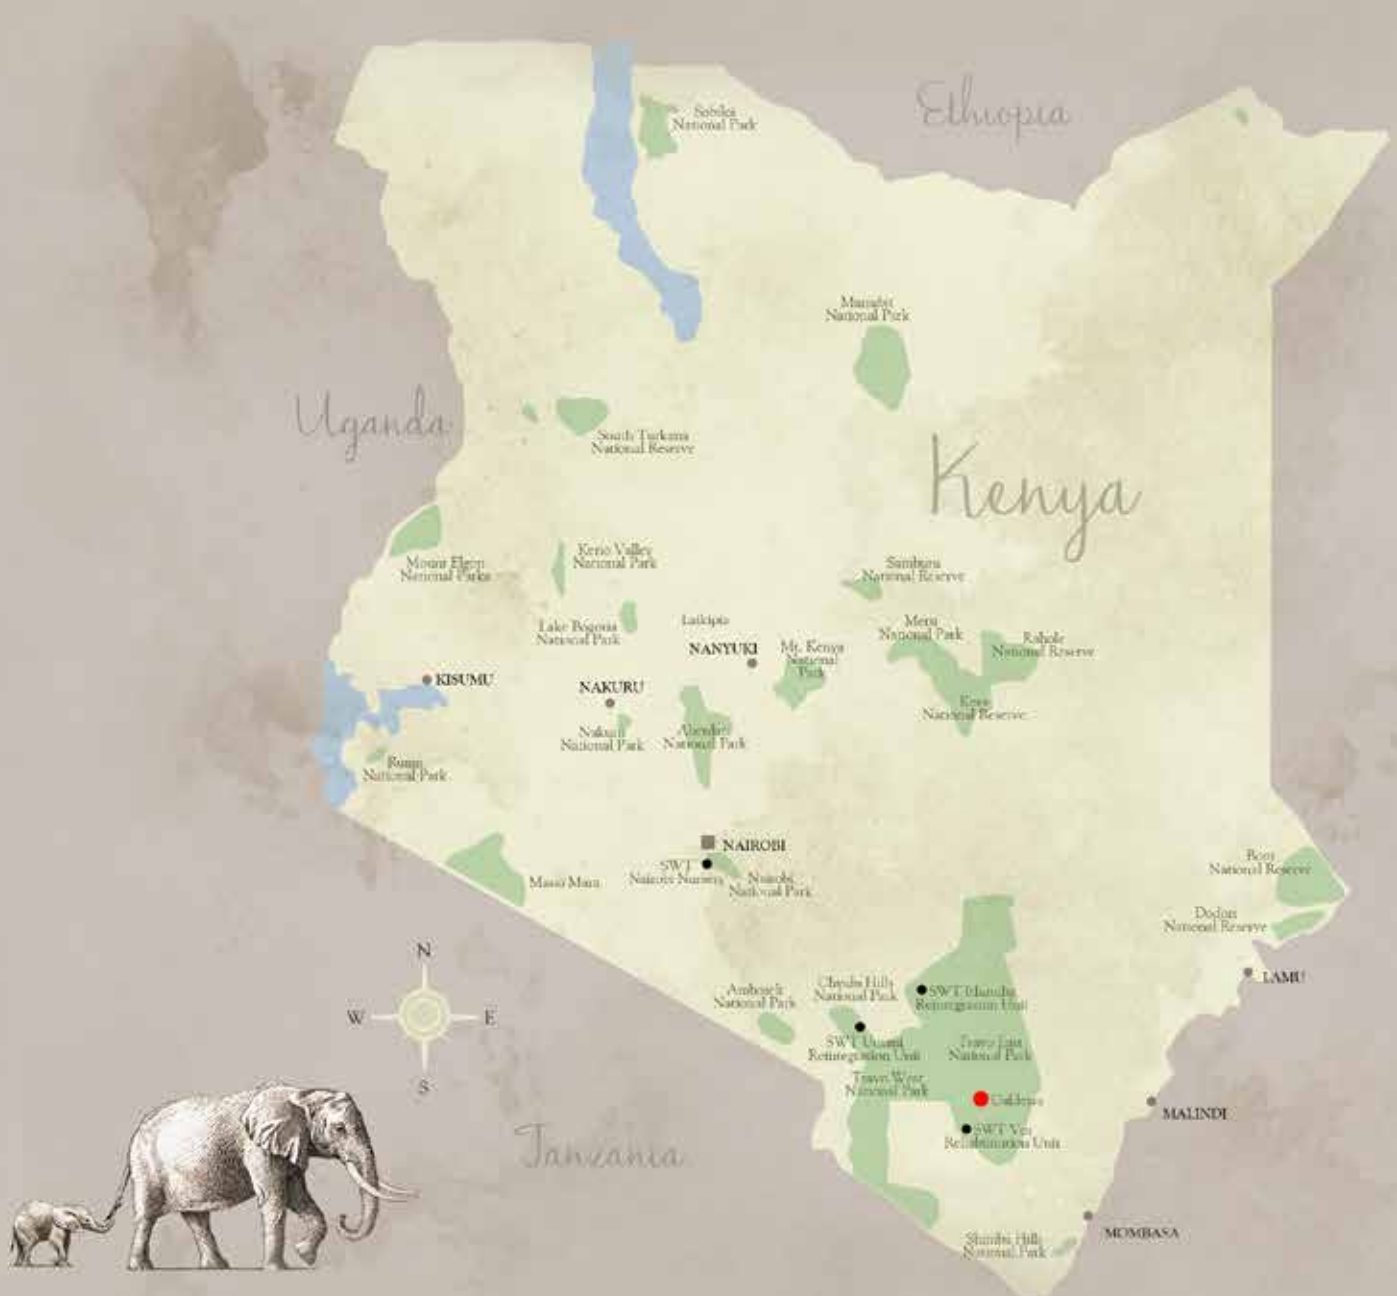 Ethiopia
Sibiloi
National Park
Marsabit
National Park
Uganda
South Turkana
National Reserve
Kenya
Mount Elgon
National Parks
Kerio Valley
National Park
Samburu
National Reserve
Lake Bogoria
National Park
Laikipia
NANYUKI
Mt. Kenya
National
Park
Meru
National Park
Rahole
National Reserve
KISUMU
NAKURU
Kora
National Reserve
Nakuru
National Park
Aberdare
National Park
Ruma
National Park
NAIROBI
SWT
Nairobi Nursery
Nairobi
National Park
Masai Mara
Boni
National Reserve
Dodori
National Reserve
LAMU
N
W
E
S
Amboseli
National Park
Chyulu Hills
National Park
SWT Ithumba
Reintegration Unit
SWT Umani
Reintegration Unit
Tsavo East
National Park
Tsavo West
National Park
SWT Voi
MALINDI
Tanzania
MOMBASA
Shimba Hills
National Park